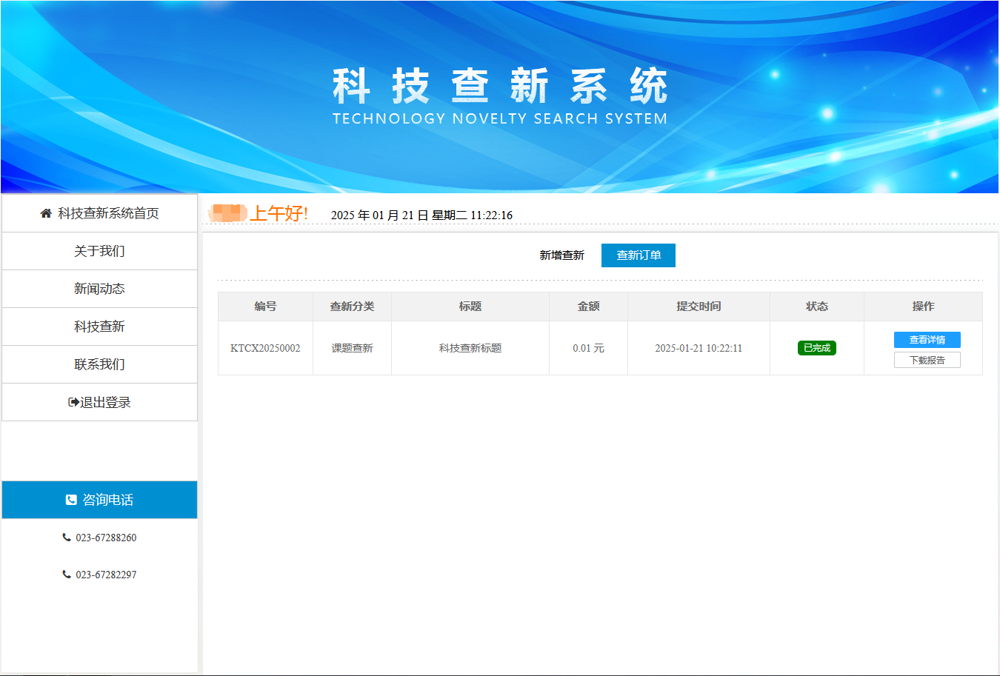 科技查新系统
TECHNOLOGY NOVELTY SEARCH SYSTEM
科技查新系统首页
关于我们
新闻动态
科技查新
联系我们
退出登录
咨询电话
023-67288260
023-67282297
上午好! 2025 年 01 月 21 日 星期二 11:22:16
新增查新 查新订单
编号 查新分类 标题 金额 提交时间 状态 操作
KTCX20250002 课题查新 科技查新标题 0.01 元 2025-01-21 10:22:11 已完成 查看详情
下载报告